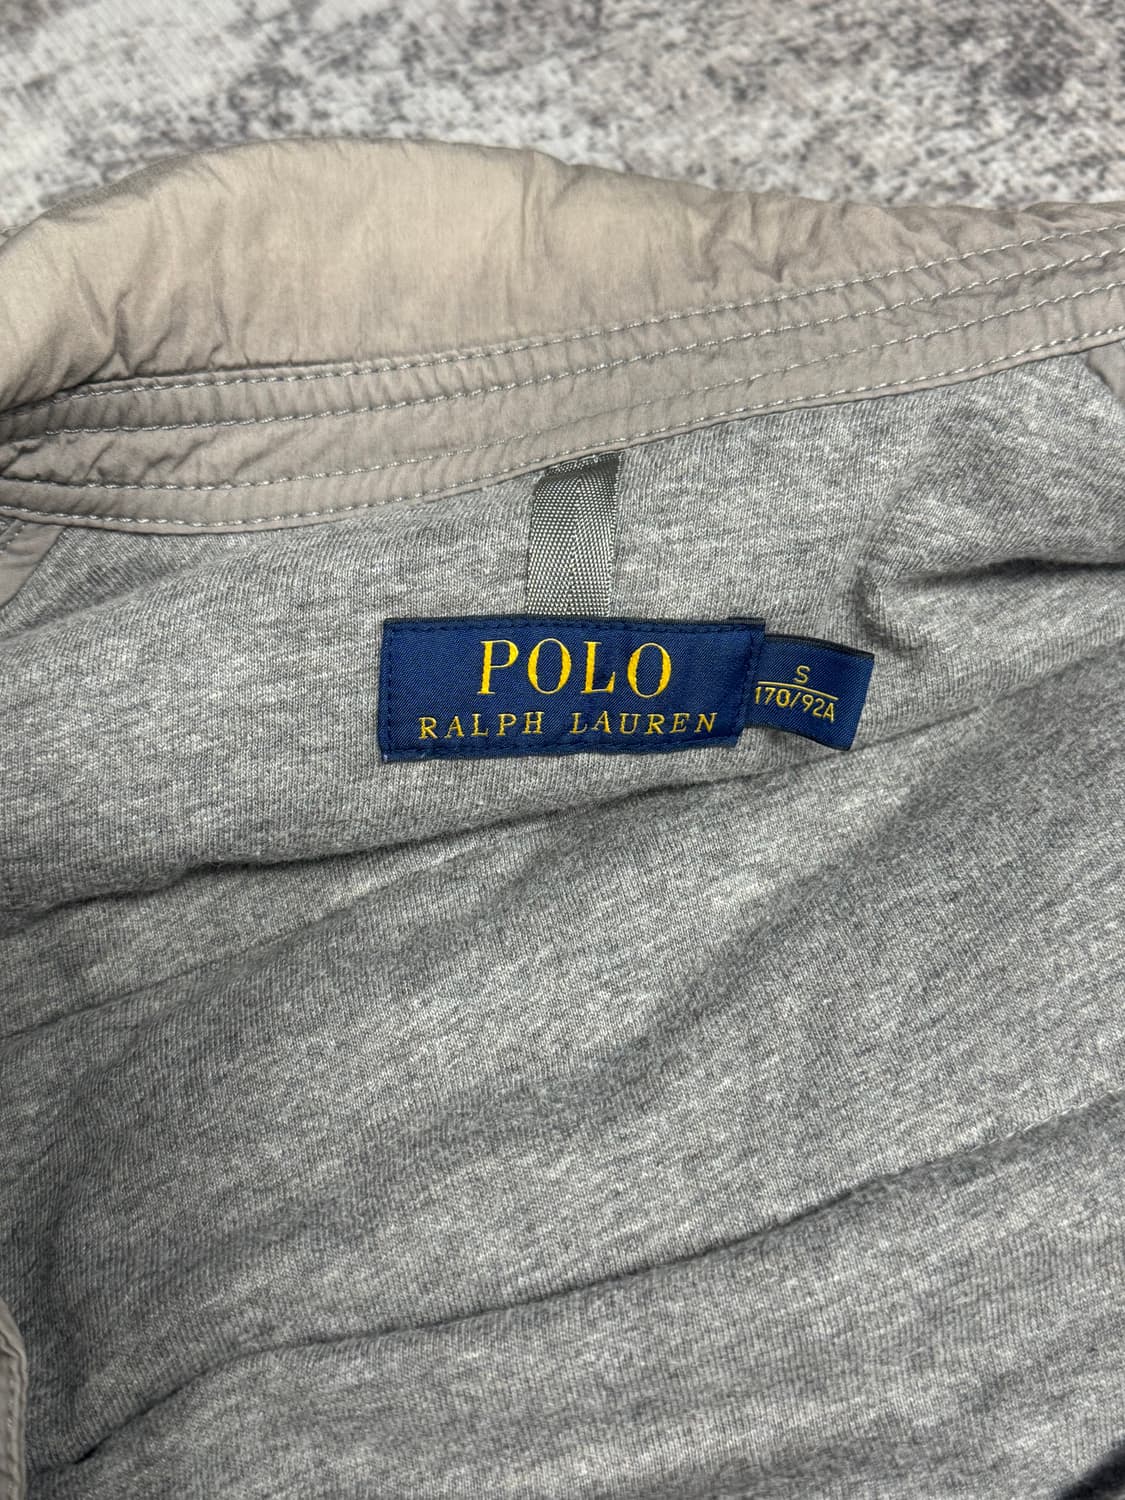 POLO
RALPH LAUREN
S
170/92A